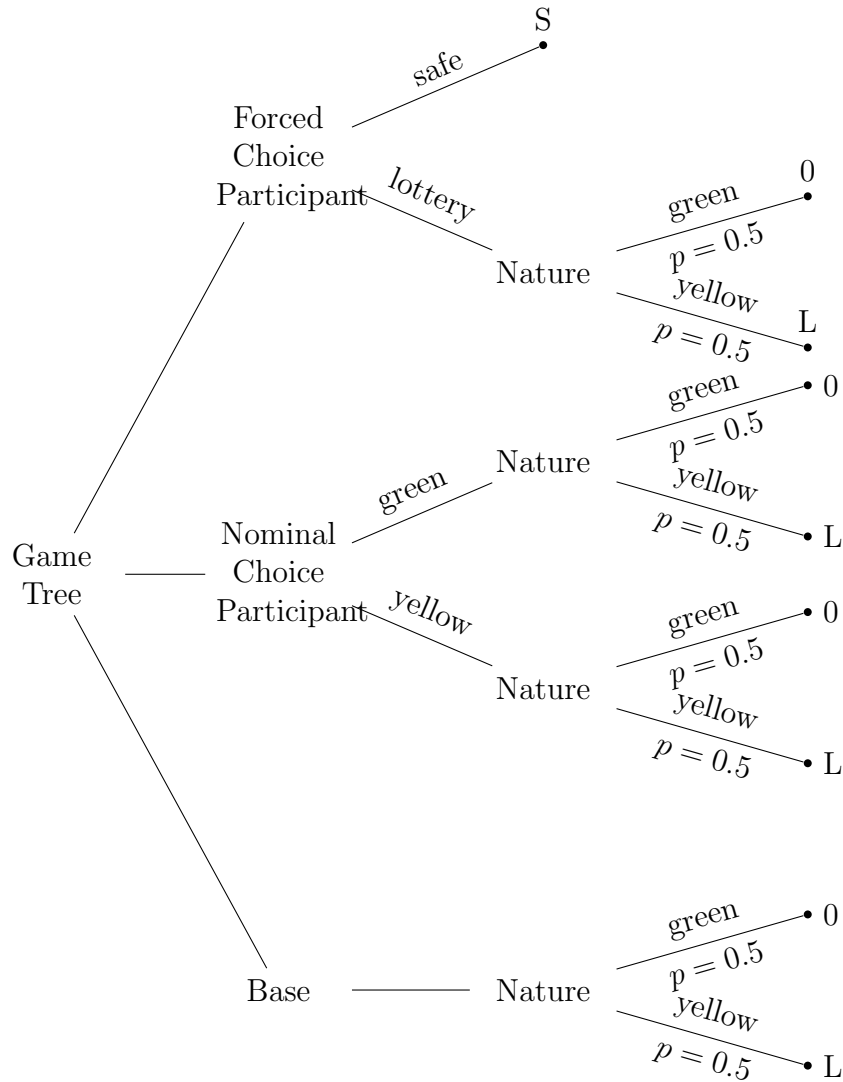 S
safe
Forced
Choice
Participant
lottery
0
green
p = 0.5
Nature
yellow
p = 0.5
L
green
p = 0.5
0
Nature
yellow
p = 0.5
L
green
Nominal
Choice
Participant
yellow
Game
Tree
green
p = 0.5
0
Nature
yellow
p = 0.5
L
green
p = 0.5
0
Base
Nature
yellow
p = 0.5
L